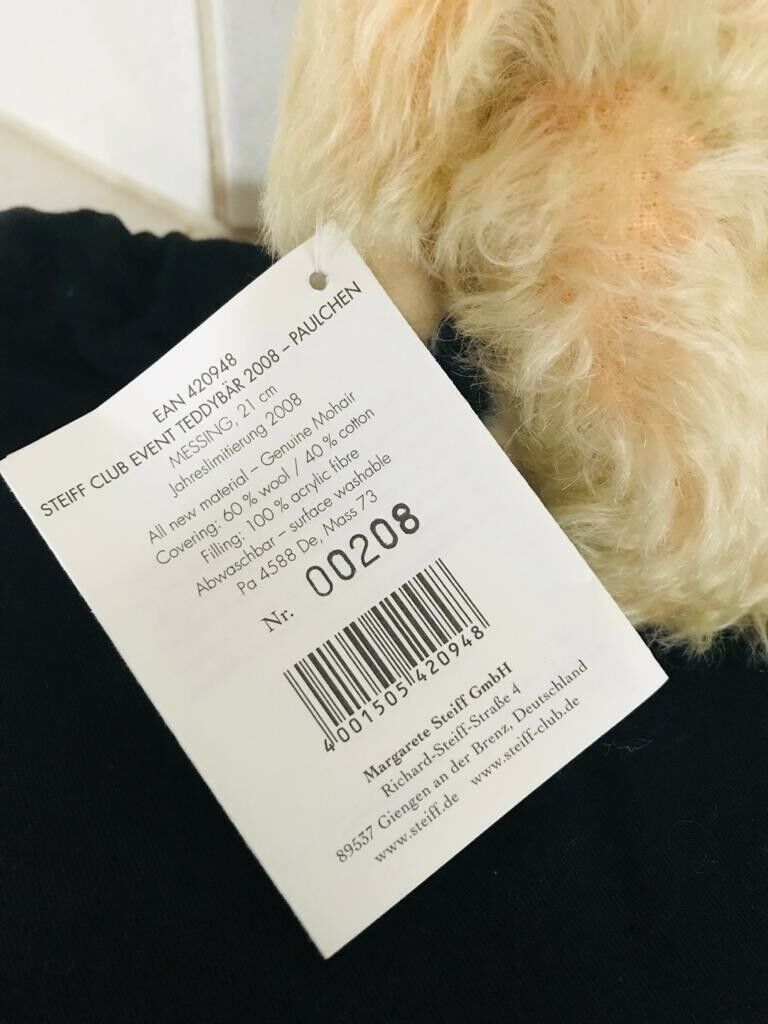 EAN 420948
STEIFF CLUB EVENT TEDDYBÄR 2008 – PAULCHEN
MESSING, 21 cm
Jahreslimitierung 2008
All new material – Genuine Mohair
Covering: 60 % wool / 40 % cotton
Filling: 100 % acrylic fibre
Abwaschbar – surface washable
Pa 4588 De, Mass 73
Nr. 00208
4 001505 420948
Margarete Steiff GmbH
Richard-Steiff-Straße 4
89537 Giengen an der Brenz, Deutschland
www.steiff.de www.steiff-club.de